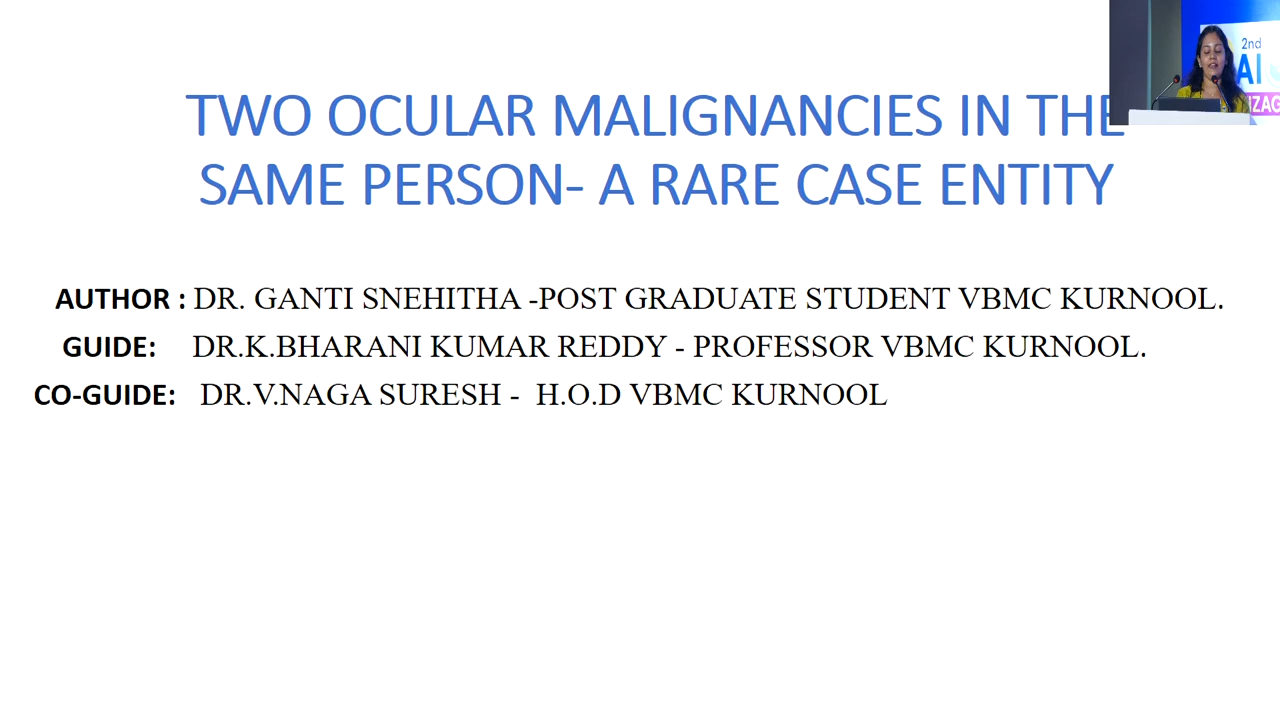 TWO OCULAR MALIGNANCIES IN THE
SAME PERSON- A RARE CASE ENTITY
AUTHOR : DR. GANTI SNEHITHA -POST GRADUATE STUDENT VBMC KURNOOL.
GUIDE: DR.K.BHARANI KUMAR REDDY - PROFESSOR VBMC KURNOOL.
CO-GUIDE: DR.V.NAGA SURESH - H.O.D VBMC KURNOOL
2nd